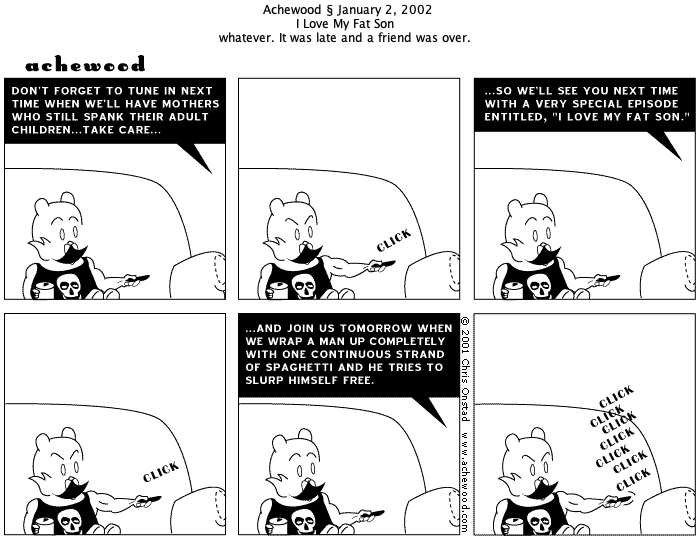 Achewood § January 2, 2002
I Love My Fat Son
whatever. It was late and a friend was over.
achewood
DON'T FORGET TO TUNE IN NEXT
TIME WHEN WE'LL HAVE MOTHERS
WHO STILL SPANK THEIR ADULT
CHILDREN...TAKE CARE...
CLICK
...SO WE'LL SEE YOU NEXT TIME
WITH A VERY SPECIAL EPISODE
ENTITLED, "I LOVE MY FAT SON."
CLICK
...AND JOIN US TOMORROW WHEN
WE WRAP A MAN UP COMPLETELY
WITH ONE CONTINUOUS STRAND
OF SPAGHETTI AND HE TRIES TO
SLURP HIMSELF FREE.
© 2001 Chris Onstad www.achewood.com
CLICK
CLICK
CLICK
CLICK
CLICK
CLICK
CLICK